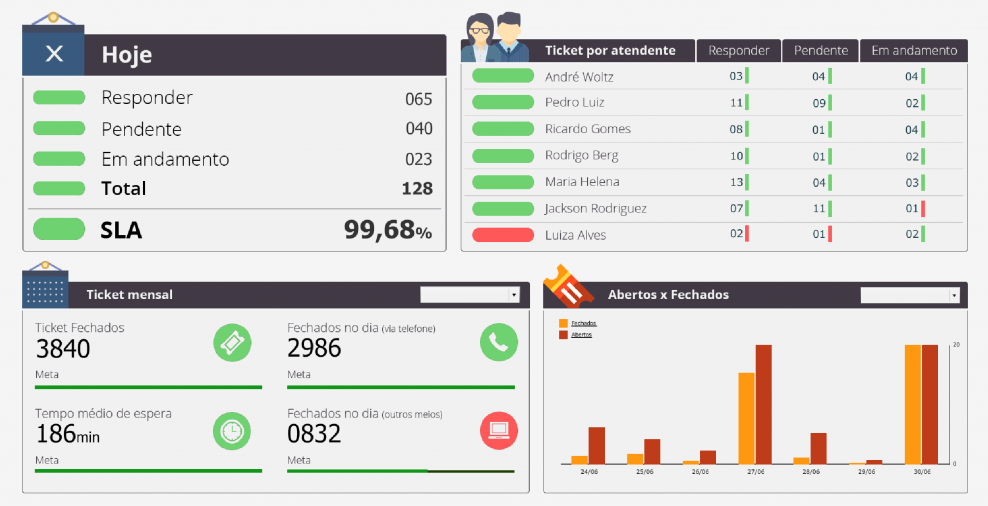 Hoje
Responder 065
Pendente 040
Em andamento 023
Total 128
SLA 99,68%
Ticket por atendente Responder Pendente Em andamento
André Woltz 03 04 04
Pedro Luiz 11 09 02
Ricardo Gomes 08 01 04
Rodrigo Berg 10 01 02
Maria Helena 13 04 03
Jackson Rodriguez 07 11 01
Luiza Alves 02 01 02
Ticket mensal
Ticket Fechados
3840
Meta
Fechados no dia (via telefone)
2986
Meta
Tempo médio de espera
186min
Meta
Fechados no dia (outros meios)
0832
Meta
Abertos x Fechados
Fechados
Abertos
20
0
24/06 25/06 26/06 27/06 28/06 29/06 30/06